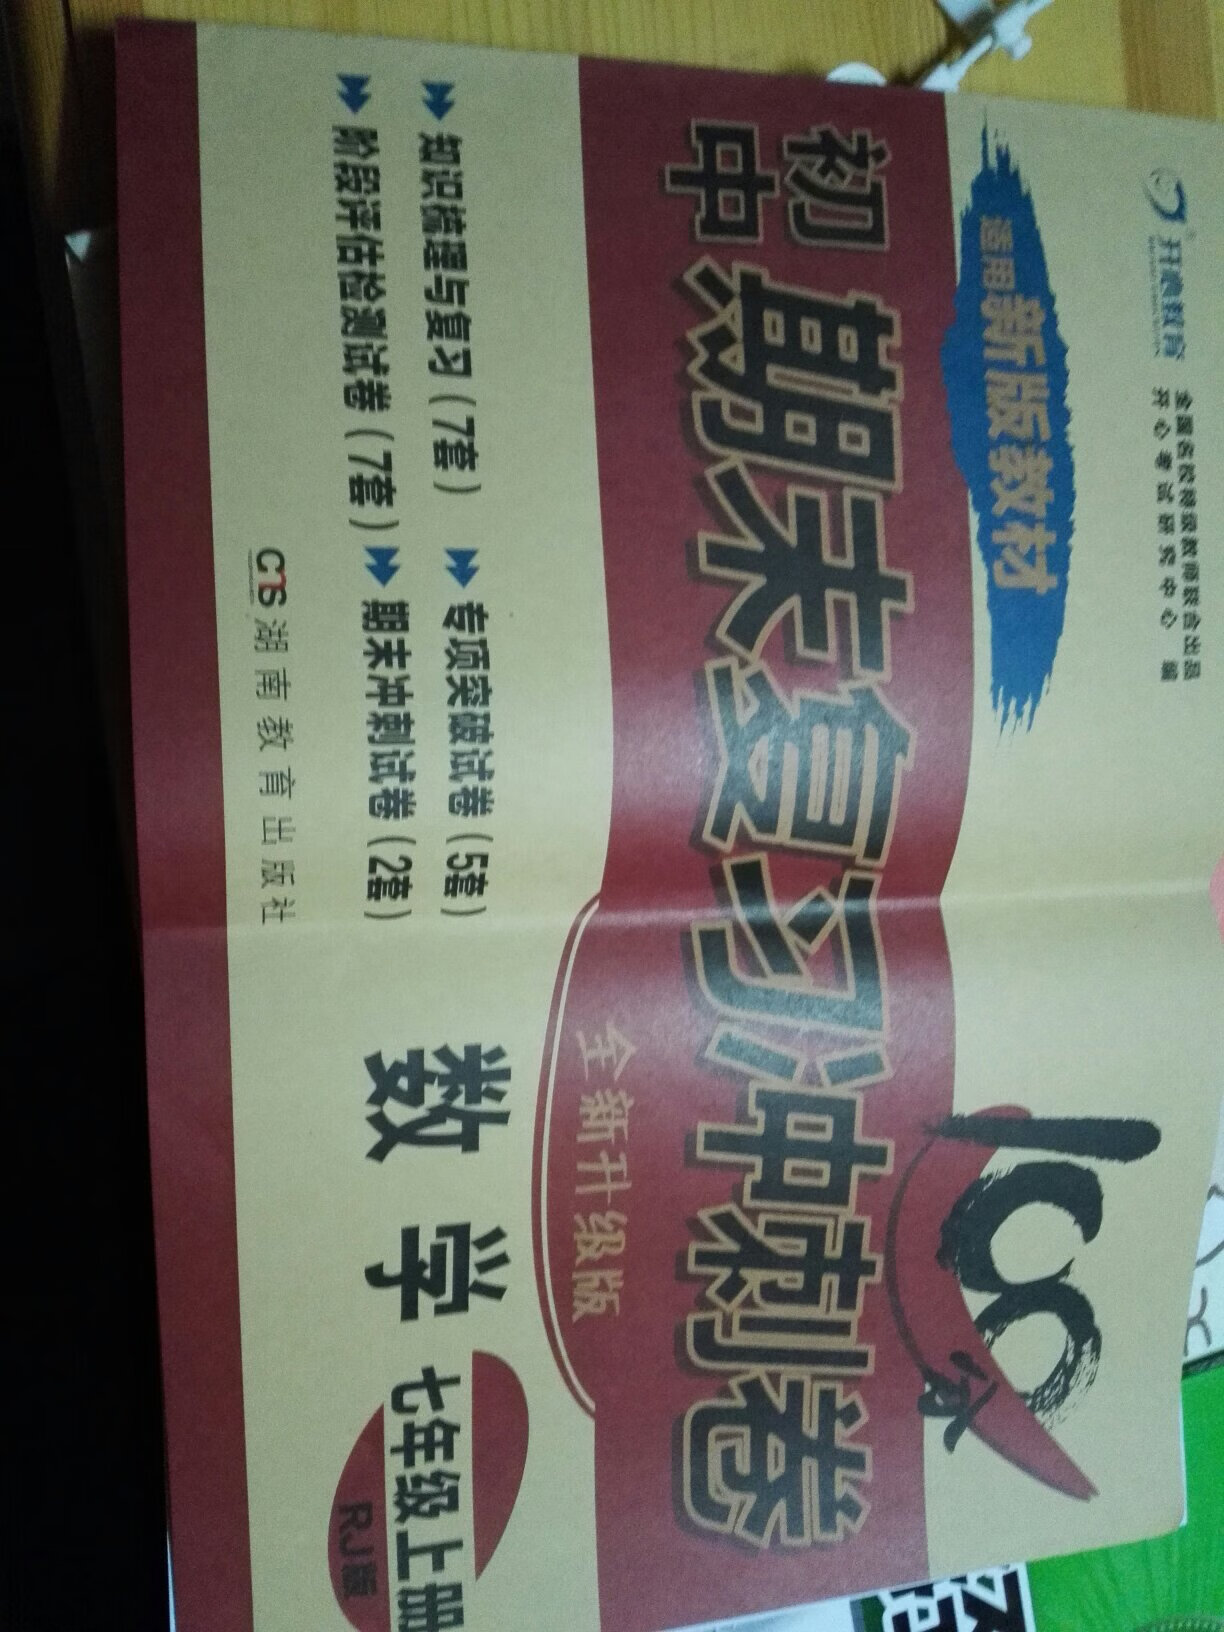 升滩教育
全国名校特级教师联合出品
开心考试研究中心 编
适用新版教材
100分
初中期末复习冲刺卷
全新升级版
知识梳理与复习(7套)
专项突破试卷(5套)
阶段评估检测试卷(7套)
期末冲刺试卷(2套)
数学
七年级上册
RJ版
CTS 湖南教育出版社